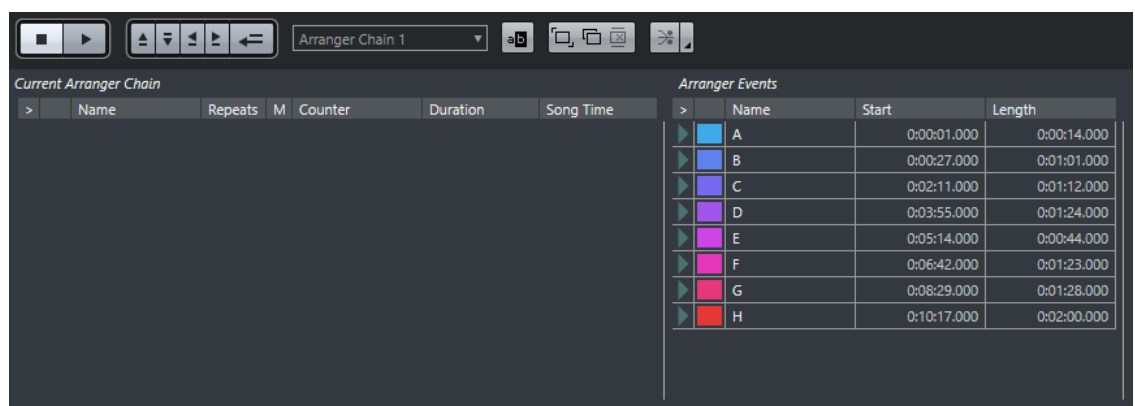 Arranger Chain 1
ab
Current Arranger Chain
> Name Repeats M Counter Duration Song Time
Arranger Events
> Name Start Length
A 0:00:01.000 0:00:14.000
B 0:00:27.000 0:01:01.000
C 0:02:11.000 0:01:12.000
D 0:03:55.000 0:01:24.000
E 0:05:14.000 0:00:44.000
F 0:06:42.000 0:01:23.000
G 0:08:29.000 0:01:28.000
H 0:10:17.000 0:02:00.000